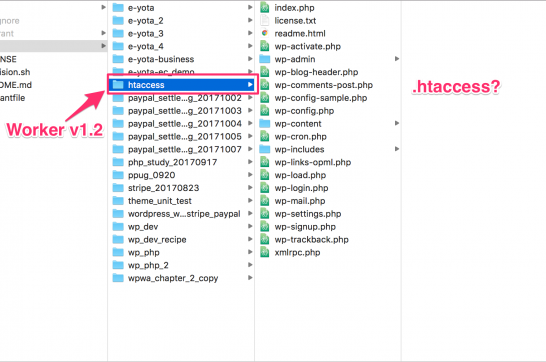 gnore
rant
NSE
ision.sh
OME.md
antfile
e-yota
e-yota_2
e-yota_3
e-yota_4
e-yota-business
e-yota-ec_demo
htaccess
paypal_settle...g_20171002
paypal_settle...g_20171003
paypal_settle...g_20171004
paypal_settle...g_20171005
paypal_settle...g_20171007
php_study_20170917
ppug_0920
stripe_20170823
theme_unit_test
wordpress_w...stripe_paypal
wp_dev
wp_dev_recipe
wp_php
wp_php_2
wpwa_chapter_2_copy
index.php
license.txt
readme.html
wp-activate.php
wp-admin
wp-blog-header.php
wp-comments-post.php
wp-config-sample.php
wp-config.php
wp-content
wp-cron.php
wp-includes
wp-links-opml.php
wp-load.php
wp-login.php
wp-mail.php
wp-settings.php
wp-signup.php
wp-trackback.php
xmlrpc.php
Worker v1.2
.htaccess?